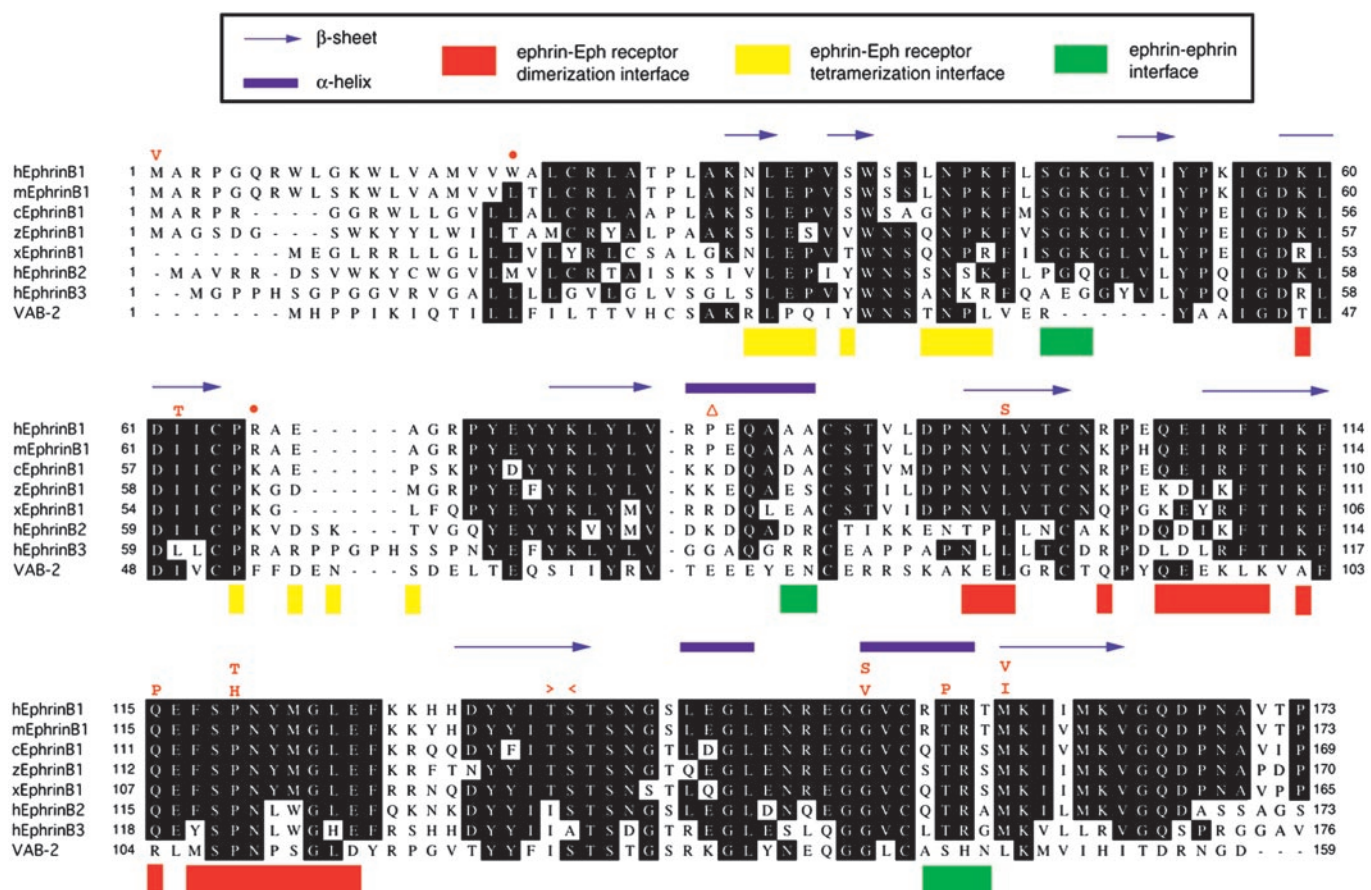 β-sheet
α-helix
ephrin-Eph receptor
dimerization interface
ephrin-Eph receptor
tetramerization interface
ephrin-ephrin
interface
V •
hEphrinB1 1 M A R P G Q R W L G K W L V A M V V W A L C R L A T P L A K N L E P V S W S S L N P K F L S G K G L V I Y P K I G D K L 60
mEphrinB1 1 M A R P G Q R W L S K W L V A M V V L T L C R L A T P L A K N L E P V S W S S L N P K F L S G K G L V I Y P K I G D K L 60
cEphrinB1 1 M A R P R - - - - G G R W L L G V L L A L C R L A A P L A K S L E P V S W S A G N P K F M S G K G L V I Y P E I G D K L 56
zEphrinB1 1 M A G S D G - - - S W K Y Y L W I L T A M C R Y A L P A A K S L E S V V W N S Q N P K F V S G K G L V I Y P E I G D K L 57
xEphrinB1 1 - - - - - - - M E G L R R L L G L L L V L Y R L C S A L G K N L E P V T W N S Q N P R F I S G K G L V I Y P E I G D R L 53
hEphrinB2 1 - M A V R R - D S V W K Y C W G V L M V L C R T A I S K S I V L E P I Y W N S S N S K F L P G Q G L V L Y P Q I G D K L 58
hEphrinB3 1 - - M G P P H S G P G G V R V G A L L L L G V L G L V S G L S L E P V Y W N S A N K R F Q A E G G Y V L Y P Q I G D R L 58
VAB-2 1 - - - - - - - M H P P I K I Q T I L L F I L T T V H C S A K R L P Q I Y W N S T N P L V E R - - - - - - Y A A I G D T L 47
T • △ S
hEphrinB1 61 D I I C P R A E - - - - - A G R P Y E Y Y K L Y L V - R P E Q A A A C S T V L D P N V L V T C N R P E Q E I R F T I K F 114
mEphrinB1 61 D I I C P R A E - - - - - A G R P Y E Y Y K L Y L V - R P E Q A A A C S T V L D P N V L V T C N K P H Q E I R F T I K F 114
cEphrinB1 57 D I I C P K A E - - - - - P S K P Y D Y Y K L Y L V - K K D Q A D A C S T V M D P N V L V T C N R P E Q E I R F T I K F 110
zEphrinB1 58 D I I C P K G D - - - - - M G R P Y E F Y K L Y L V - K K E Q A E S C S T I L D P N V L V T C N K P E K D I K F T I K F 111
xEphrinB1 54 D I I C P K G - - - - - - L F Q P Y E Y Y K L Y M V - R R D Q L E A C S T V I D P N V L V T C N Q P G K E Y R F T I K F 106
hEphrinB2 59 D I I C P K V D S K - - - T V G Q Y E Y Y K V Y M V - D K D Q A D R C T I K K E N T P L L N C A K P D Q D I K F T I K F 114
hEphrinB3 59 D L L C P R A R P P G P H S S P N Y E F Y K L Y L V - G G A Q G R R C E A P P A P N L L L T C D R P D L D L R F T I K F 117
VAB-2 48 D I V C P F F D E N - - - S D E L T E Q S I I Y R V - T E E E Y E N C E R R S K A K E L G R C T Q P Y Q E E K L K V A F 103
P T H > < S V P V I
hEphrinB1 115 Q E F S P N Y M G L E F K K H H D Y Y I T S T S N G S L E G L E N R E G G V C R T R T M K I I M K V G Q D P N A V T P 173
mEphrinB1 115 Q E F S P N Y M G L E F K K Y H D Y Y I T S T S N G S L E G L E N R E G G V C R T R T M K I V M K V G Q D P N A V T P 173
cEphrinB1 111 Q E F S P N Y M G L E F K R Q Q D Y F I T S T S N G T L D G L E N R E G G V C Q T R S M K I V M K V G Q D P N A V I P 169
zEphrinB1 112 Q E F S P N Y M G L E F K R F T N Y Y I T S T S N G T Q E G L E N R E G G V C S T R S M K I I M K V G Q D P N A P D P 170
xEphrinB1 107 Q E F S P N Y M G L E F R R N Q D Y Y I T S T S N S T L Q G L E N R E G G V C Q T R S M K I I M K V G Q D P N A V P P 165
hEphrinB2 115 Q E F S P N L W G L E F Q K N K D Y Y I I S T S N G S L E G L D N Q E G G V C Q T R A M K I L M K V G Q D A S S A G S 173
hEphrinB3 118 Q E Y S P N L W G H E F R S H H D Y Y I I A T S D G T R E G L E S L Q G G V C L T R G M K V L L R V G Q S P R G G A V 176
VAB-2 104 R L M S P N P S G L D Y R P G V T Y F I S S T S T G S R K G L Y N E Q G G L C A S H N L K M V I H I T D R N G D - - - 159